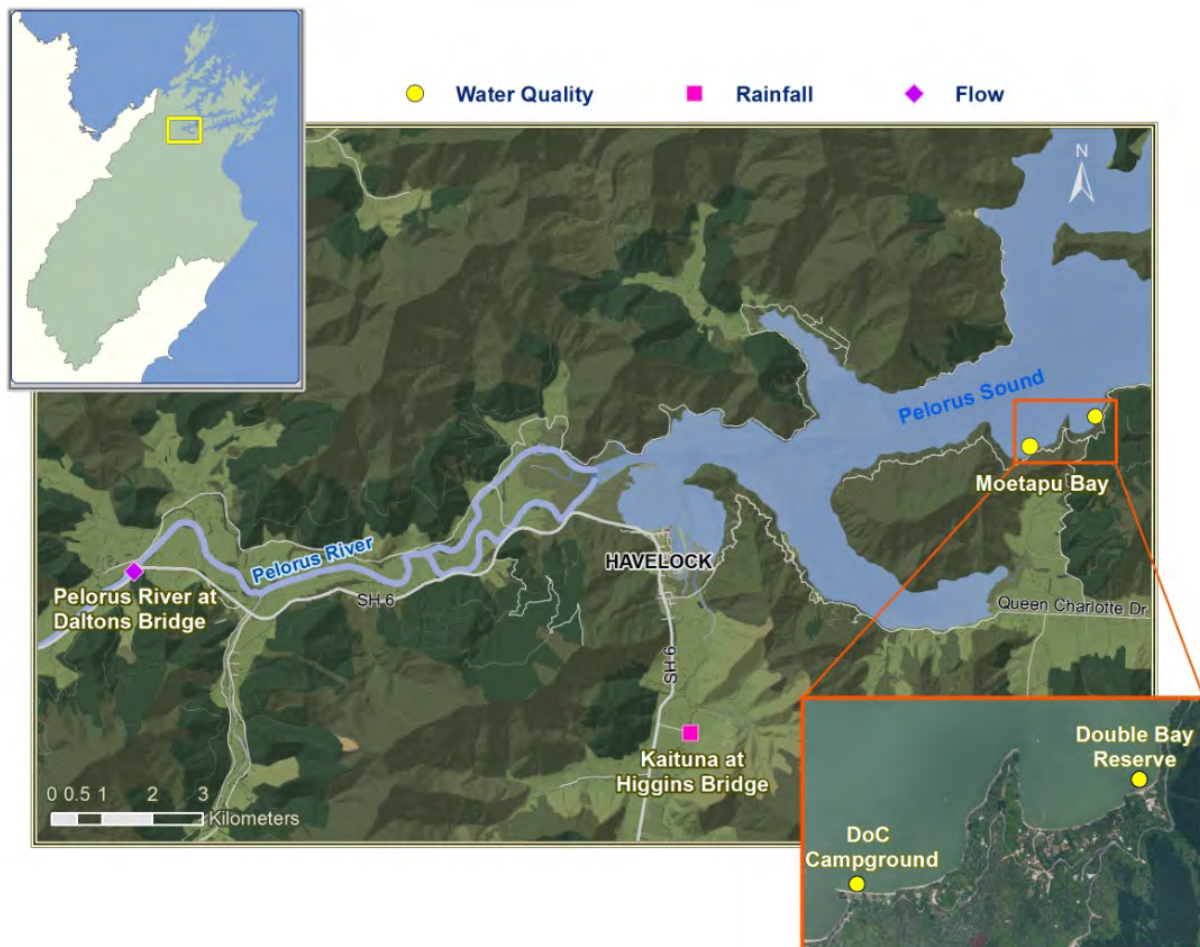 Water Quality
Rainfall
Flow
N
Pelorus Sound
Moetapu Bay
Pelorus River
HAVELOCK
Pelorus River at
Daltons Bridge
SH 6
Queen Charlotte Dr
SH 6
Kaituna at
Higgins Bridge
0 0.5 1 2 3
Kilometers
Double Bay
Reserve
DoC
Campground